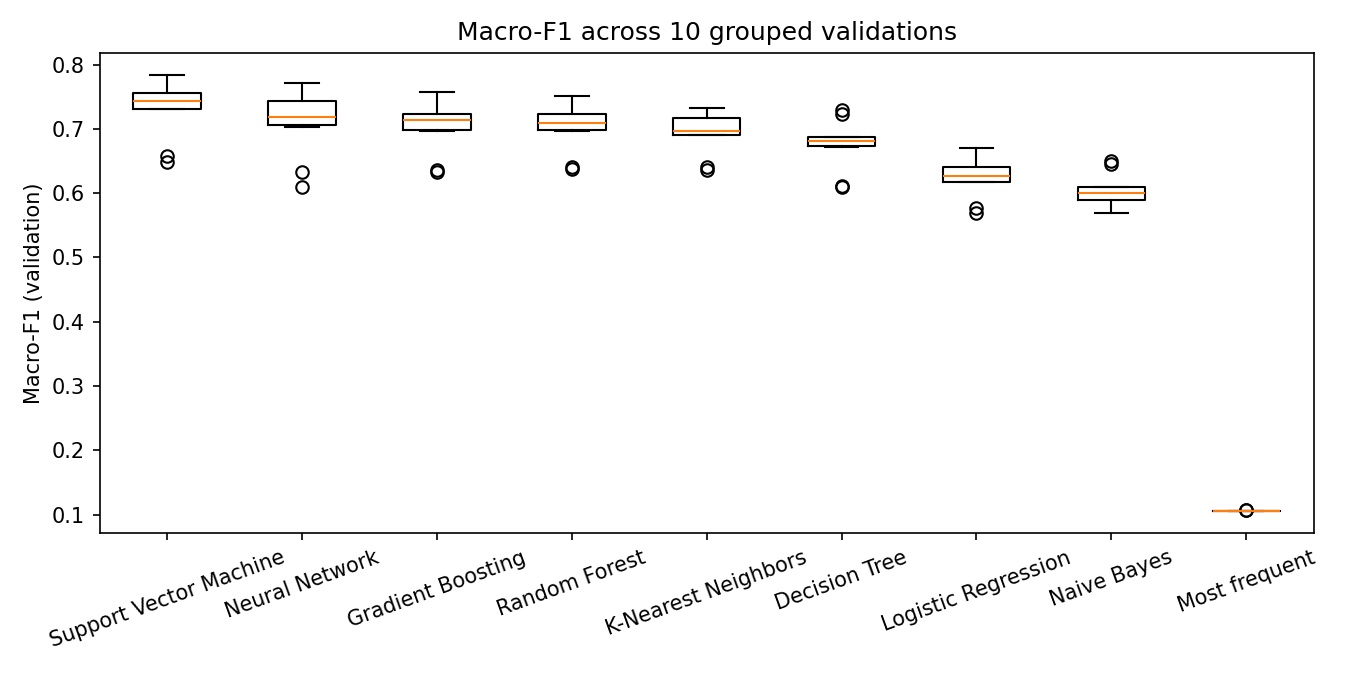 Macro-F1 across 10 grouped validations
Macro-F1 (validation)
0.8
0.7
0.6
0.5
0.4
0.3
0.2
0.1
Support Vector Machine
Neural Network
Gradient Boosting
Random Forest
K-Nearest Neighbors
Decision Tree
Logistic Regression
Naive Bayes
Most frequent